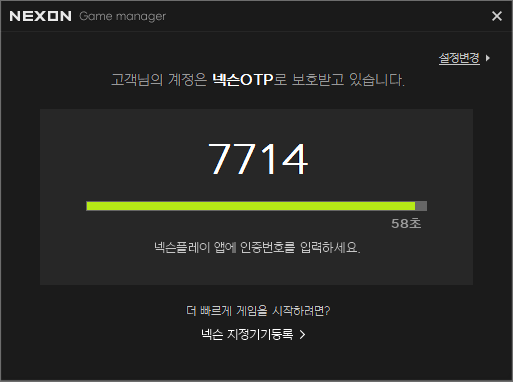 NEXON Game manager
설정변경
고객님의 계정은 넥슨OTP로 보호받고 있습니다.
7714
58초
넥슨플레이 앱에 인증번호를 입력하세요.
더 빠르게 게임을 시작하려면?
넥슨 지정기기등록 >